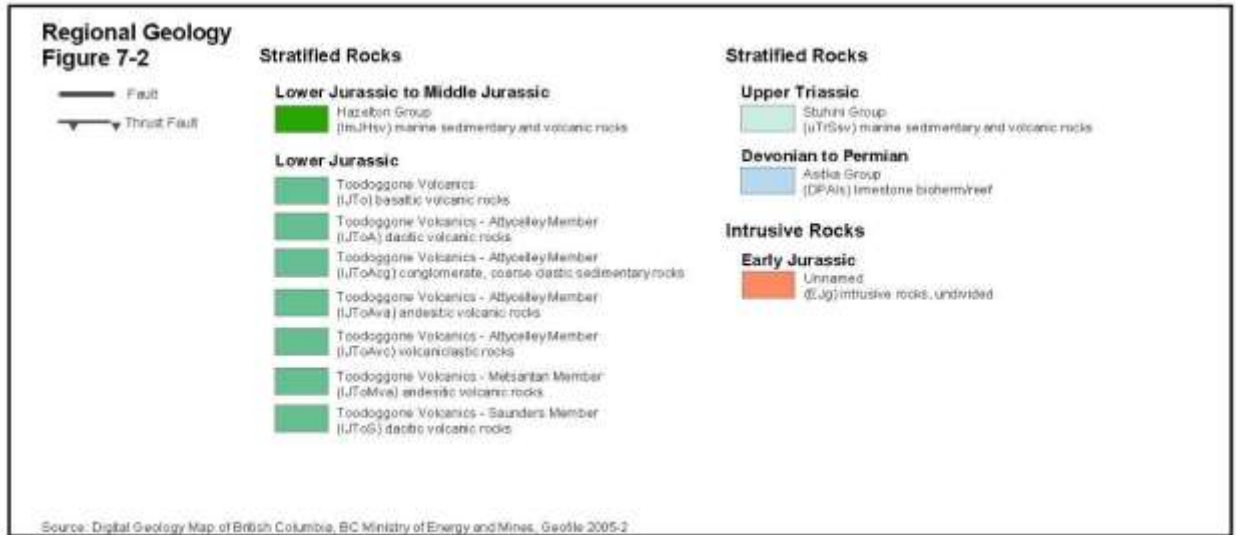 Regional Geology
Figure 7-2
Fault
Thrust Fault
Stratified Rocks
Lower Jurassic to Middle Jurassic
Hazelton Group
(lmJHsv) marine sedimentary and volcanic rocks
Lower Jurassic
Toodoggone Volcanics
(lJTo) basaltic volcanic rocks
Toodoggone Volcanics - Attycelley Member
(lJToA) dacitic volcanic rocks
Toodoggone Volcanics - Attycelley Member
(lJToAcg) conglomerate, coarse clastic sedimentary rocks
Toodoggone Volcanics - Attycelley Member
(lJToAva) andesitic volcanic rocks
Toodoggone Volcanics - Attycelley Member
(lJToAvc) volcaniclastic rocks
Toodoggone Volcanics - Metsantan Member
(lJToMva) andesitic volcanic rocks
Toodoggone Volcanics - Saunders Member
(lJToS) dacitic volcanic rocks
Stratified Rocks
Upper Triassic
Stuhini Group
(uTrSsv) marine sedimentary and volcanic rocks
Devonian to Permian
Asitka Group
(DPAls) limestone bioherm/reef
Intrusive Rocks
Early Jurassic
Unnamed
(EJg) intrusive rocks, undivided
Source: Digital Geology Map of British Columbia, BC Ministry of Energy and Mines, Geofile 2005-2